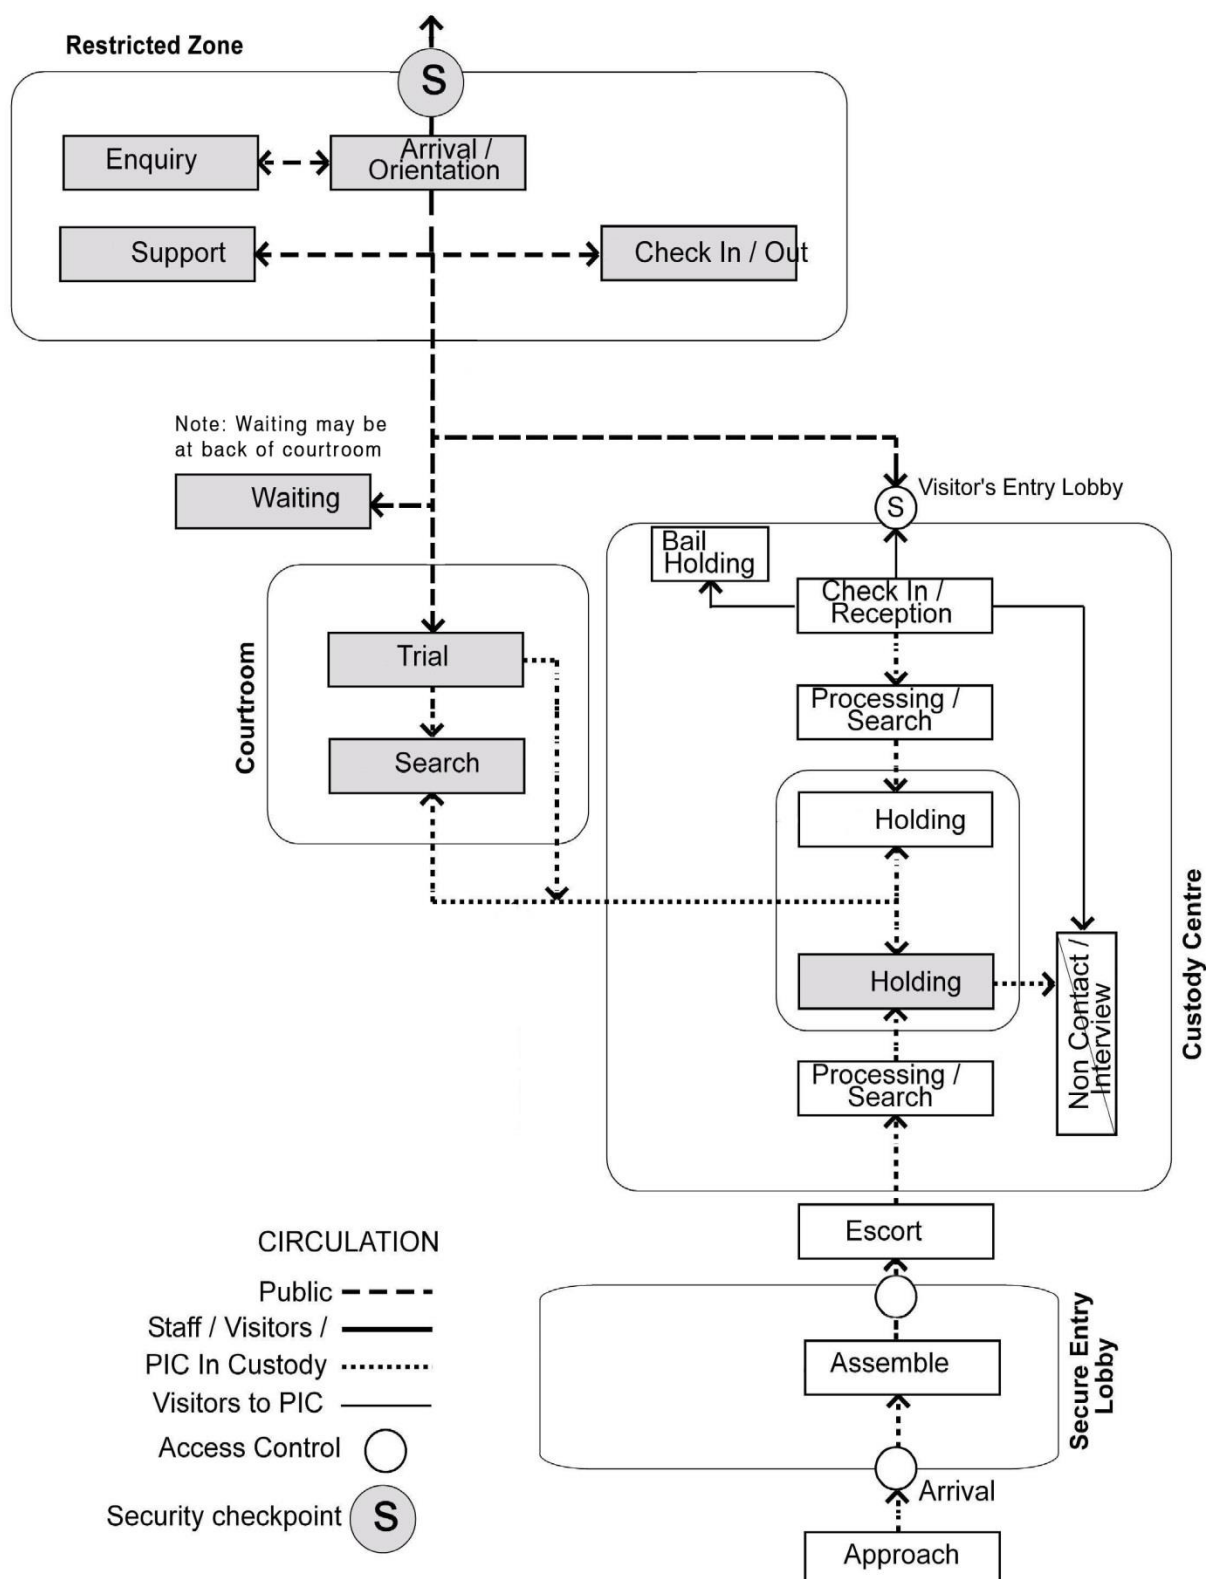 Restricted Zone
S
Enquiry
Arrival /
Orientation
Support
Check In / Out
Note: Waiting may be
at back of courtroom
Waiting
S
Visitor's Entry Lobby
Bail
Holding
Check In /
Reception
Courtroom
Trial
Search
Processing /
Search
Holding
Holding
Non Contact /
Interview
Custody Centre
Processing /
Search
Escort
Assemble
Secure Entry
Lobby
Arrival
Approach
CIRCULATION
Public
Staff / Visitors /
PIC In Custody
Visitors to PIC
Access Control
Security checkpoint
S